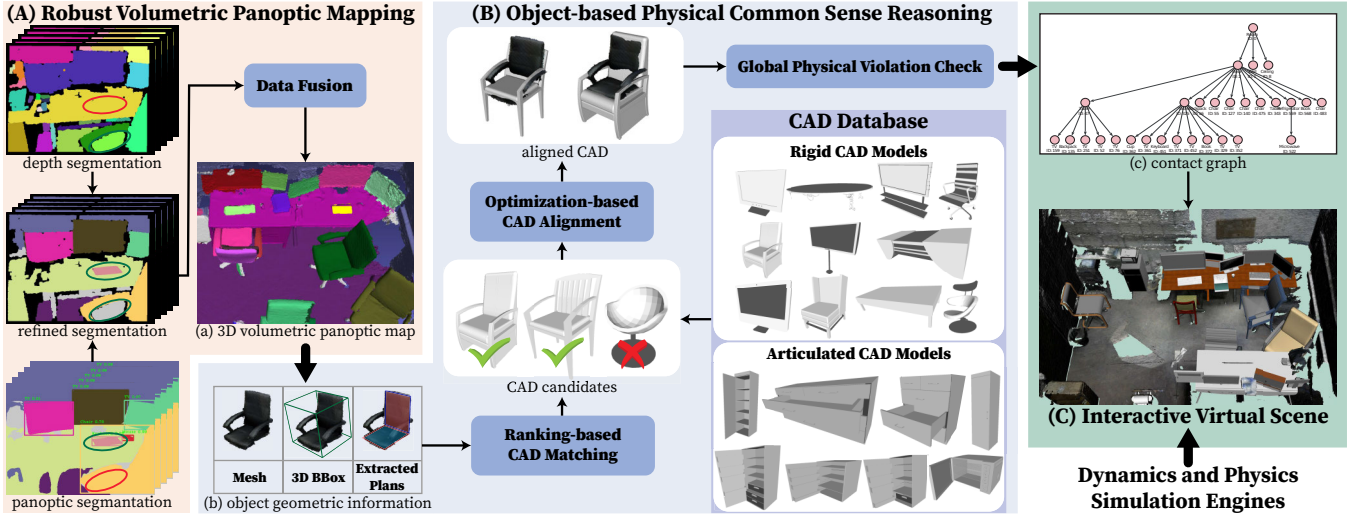 (A) Robust Volumetric Panoptic Mapping
depth segmentation
Data Fusion
refined segmentation
(a) 3D volumetric panoptic map
panoptic segmantation
(B) Object-based Physical Common Sense Reasoning
aligned CAD
Global Physical Violation Check
Optimization-based
CAD Alignment
CAD candidates
Ranking-based
CAD Matching
Mesh
3D BBox
Extracted
Plans
(b) object geometric information
CAD Database
Rigid CAD Models
Articulated CAD Models
(c) contact graph
(C) Interactive Virtual Scene
Dynamics and Physics
Simulation Engines